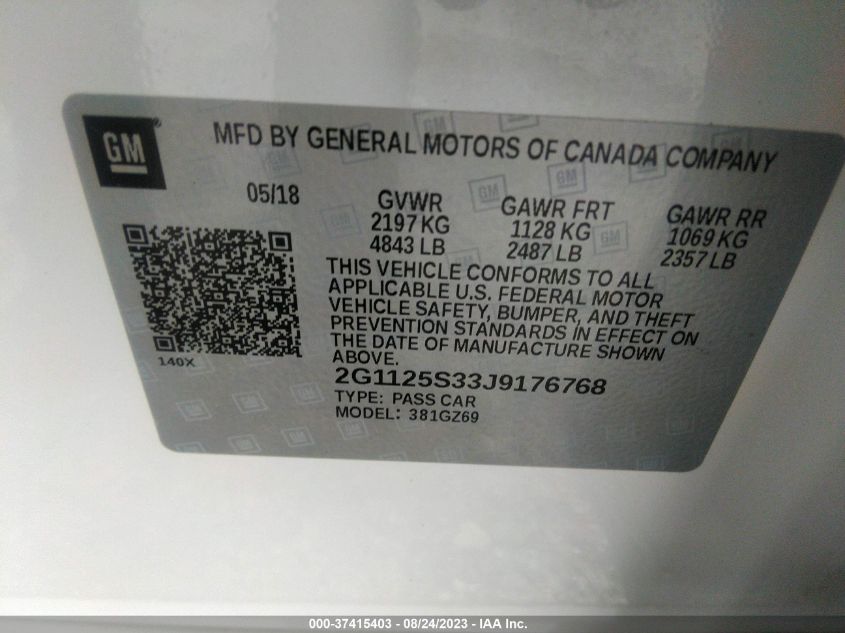 GM
MFD BY GENERAL MOTORS OF CANADA COMPANY
05/18
GVWR
2197 KG
4843 LB
GAWR FRT
1128 KG
2487 LB
GAWR RR
1069 KG
2357 LB
THIS VEHICLE CONFORMS TO ALL
APPLICABLE U.S. FEDERAL MOTOR
VEHICLE SAFETY, BUMPER, AND THEFT
PREVENTION STANDARDS IN EFFECT ON
THE DATE OF MANUFACTURE SHOWN
ABOVE.
140X
2G1125S33J9176768
TYPE: PASS CAR
MODEL: 381GZ69
000-37415403 - 08/24/2023 - IAA Inc.